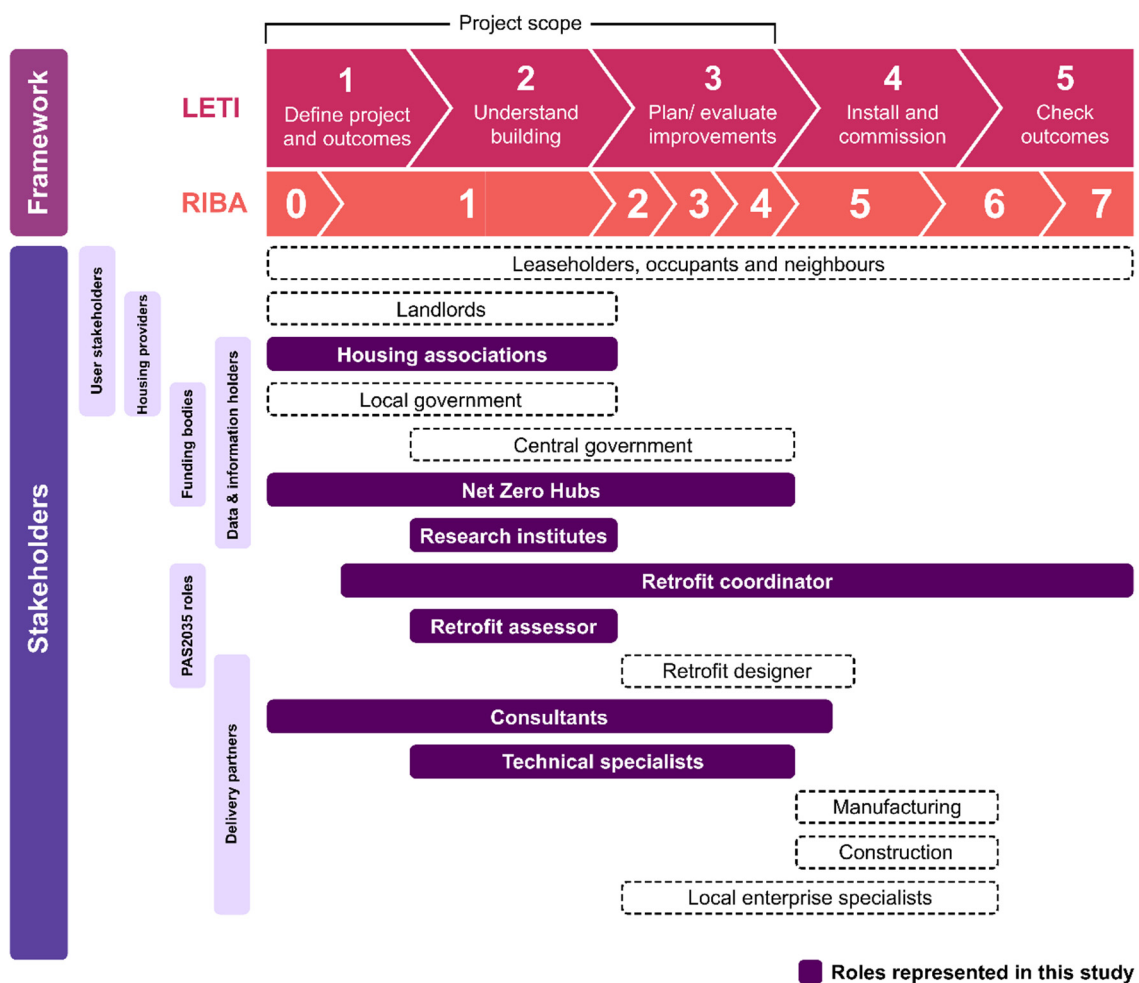 Project scope
Framework
LETI
1
Define project
and outcomes
2
Understand
building
3
Plan/ evaluate
improvements
4
Install and
commission
5
Check
outcomes
RIBA
0
1
2
3
4
5
6
7
Stakeholders
User stakeholders
Housing providers
Funding bodies
Data & information holders
PAS2035 roles
Delivery partners
Leaseholders, occupants and neighbours
Landlords
Housing associations
Local government
Central government
Net Zero Hubs
Research institutes
Retrofit coordinator
Retrofit assessor
Retrofit designer
Consultants
Technical specialists
Manufacturing
Construction
Local enterprise specialists
Roles represented in this study